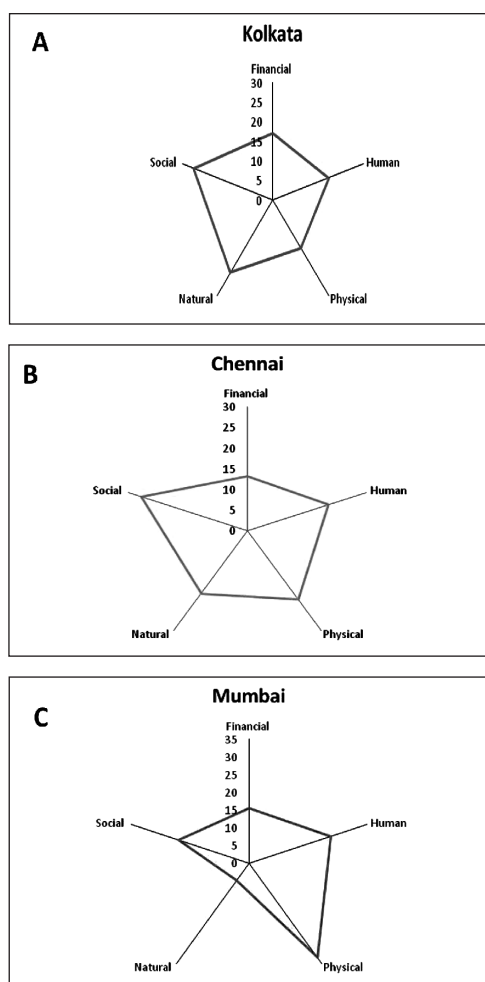 A
Kolkata
Financial
30
25
20
15
10
5
0
Human
Physical
Natural
Social
B
Chennai
Financial
30
25
20
15
10
5
0
Human
Physical
Natural
Social
C
Mumbai
Financial
35
30
25
20
15
10
5
0
Human
Physical
Natural
Social